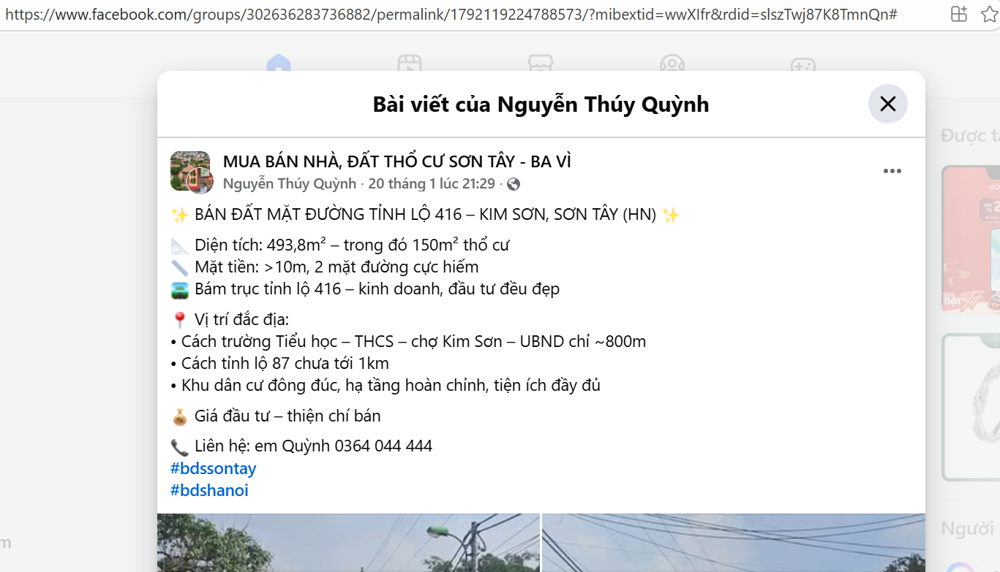 https://www.facebook.com/groups/302636283736882/permalink/1792119224788573/?mibextid=wwXIfr&rdid=slszTwj87K8TmnQn#
Bài viết của Nguyễn Thúy Quỳnh
Được tà
MUA BÁN NHÀ, ĐẤT THỔ CƯ SƠN TÂY - BA VÌ
Nguyễn Thúy Quỳnh · 20 tháng 1 lúc 21:29 ·
✨ BÁN ĐẤT MẶT ĐƯỜNG TỈNH LỘ 416 – KIM SƠN, SƠN TÂY (HN) ✨
📐 Diện tích: 493,8m² – trong đó 150m² thổ cư
📏 Mặt tiền: >10m, 2 mặt đường cực hiếm
🛣️ Bám trục tỉnh lộ 416 – kinh doanh, đầu tư đều đẹp
📍 Vị trí đắc địa:
• Cách trường Tiểu học – THCS – chợ Kim Sơn – UBND chỉ ~800m
• Cách tỉnh lộ 87 chưa tới 1km
• Khu dân cư đông đúc, hạ tầng hoàn chỉnh, tiện ích đầy đủ
💰 Giá đầu tư – thiện chí bán
📞 Liên hệ: em Quỳnh 0364 044 444
#bdssontay
#bdshanoi
Người
m